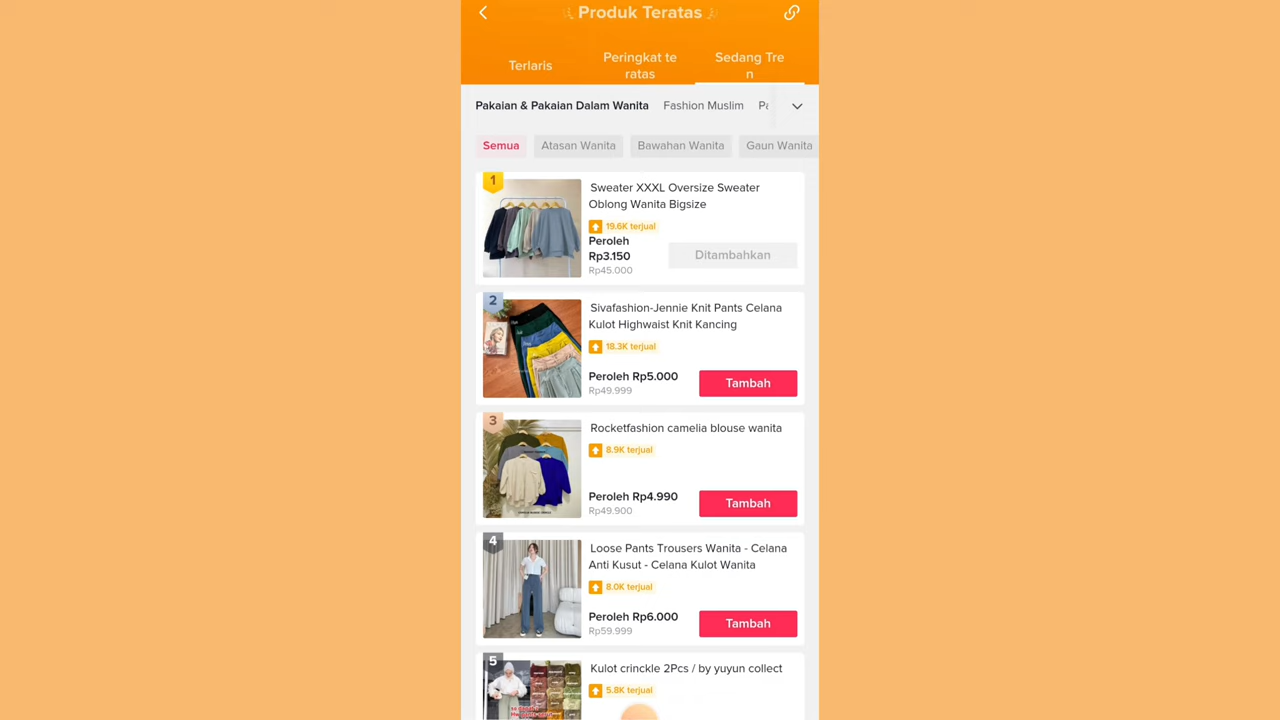 Produk Teratas
Terlaris
Peringkat te
ratas
Sedang Tre
n
Pakaian & Pakaian Dalam Wanita
Fashion Muslim
Semua
Atasan Wanita
Bawahan Wanita
Gaun Wanita
1
Sweater XXXL Oversize Sweater
Oblong Wanita Bigsize
19.6K terjual
Peroleh
Rp3.150
Rp45.000
Ditambahkan
2
Sivafashion-Jennie Knit Pants Celana
Kulot Highwaist Knit Kancing
18.3K terjual
Peroleh Rp5.000
Rp49.999
Tambah
3
Rocketfashion camelia blouse wanita
8.9K terjual
Peroleh Rp4.990
Rp49.900
Tambah
4
Loose Pants Trousers Wanita - Celana
Anti Kusut - Celana Kulot Wanita
8.0K terjual
Peroleh Rp6.000
Rp59.999
Tambah
5
Kulot crinckle 2Pcs / by yuyun collect
5.8K terjual